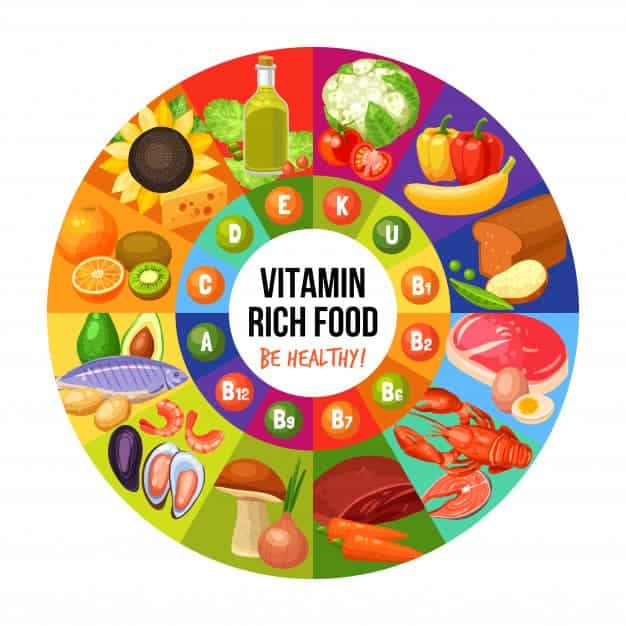 VITAMIN
RICH FOOD
BE HEALTHY!
E
K
U
B1
B2
B6
B7
B9
B12
A
C
D